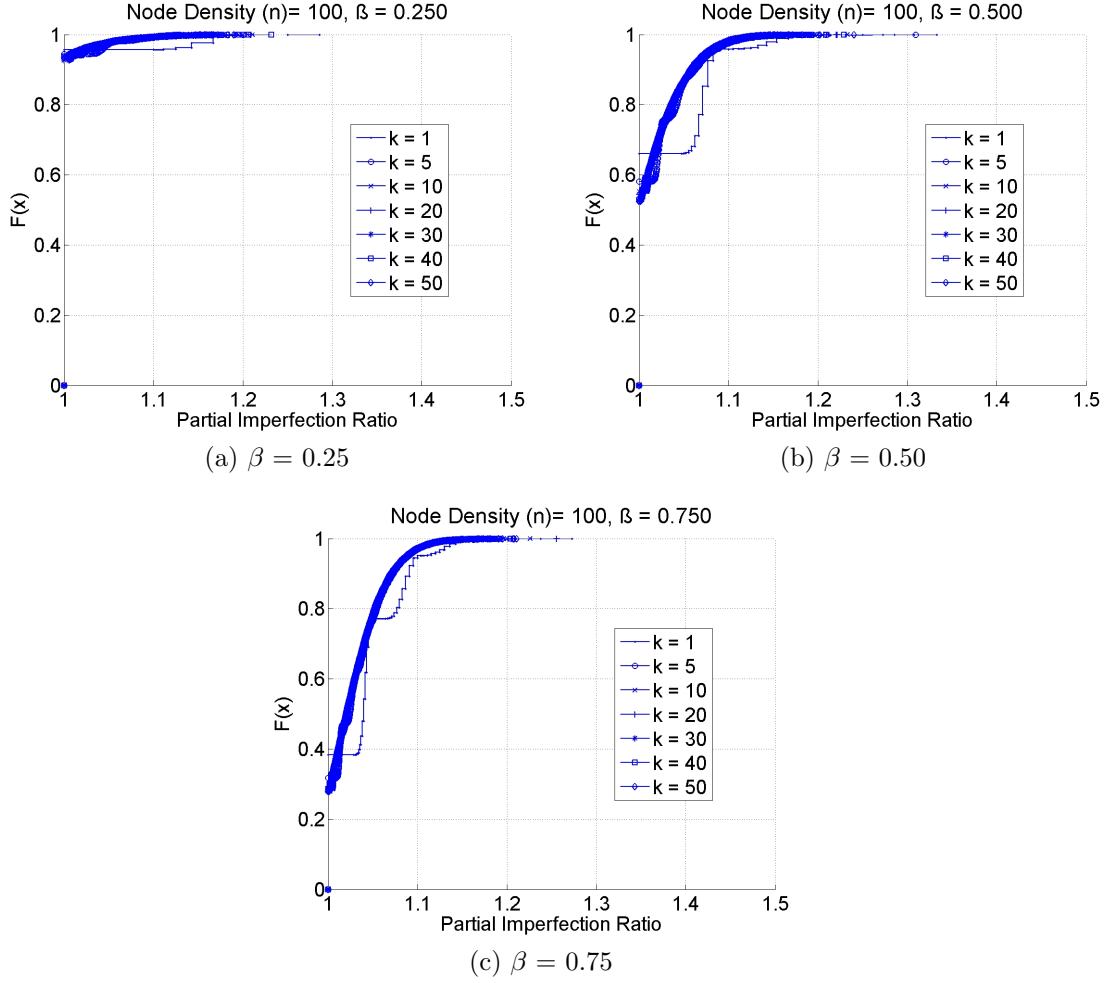 Node Density (n)= 100, ß = 0.250
1
0.8
0.6
0.4
0.2
0
F(x)
k = 1
k = 5
k = 10
k = 20
k = 30
k = 40
k = 50
1 1.1 1.2 1.3 1.4 1.5
Partial Imperfection Ratio
(a) β = 0.25
Node Density (n)= 100, ß = 0.500
1
0.8
0.6
0.4
0.2
0
F(x)
k = 1
k = 5
k = 10
k = 20
k = 30
k = 40
k = 50
1 1.1 1.2 1.3 1.4 1.5
Partial Imperfection Ratio
(b) β = 0.50
Node Density (n)= 100, ß = 0.750
1
0.8
0.6
0.4
0.2
0
F(x)
k = 1
k = 5
k = 10
k = 20
k = 30
k = 40
k = 50
1 1.1 1.2 1.3 1.4 1.5
Partial Imperfection Ratio
(c) β = 0.75